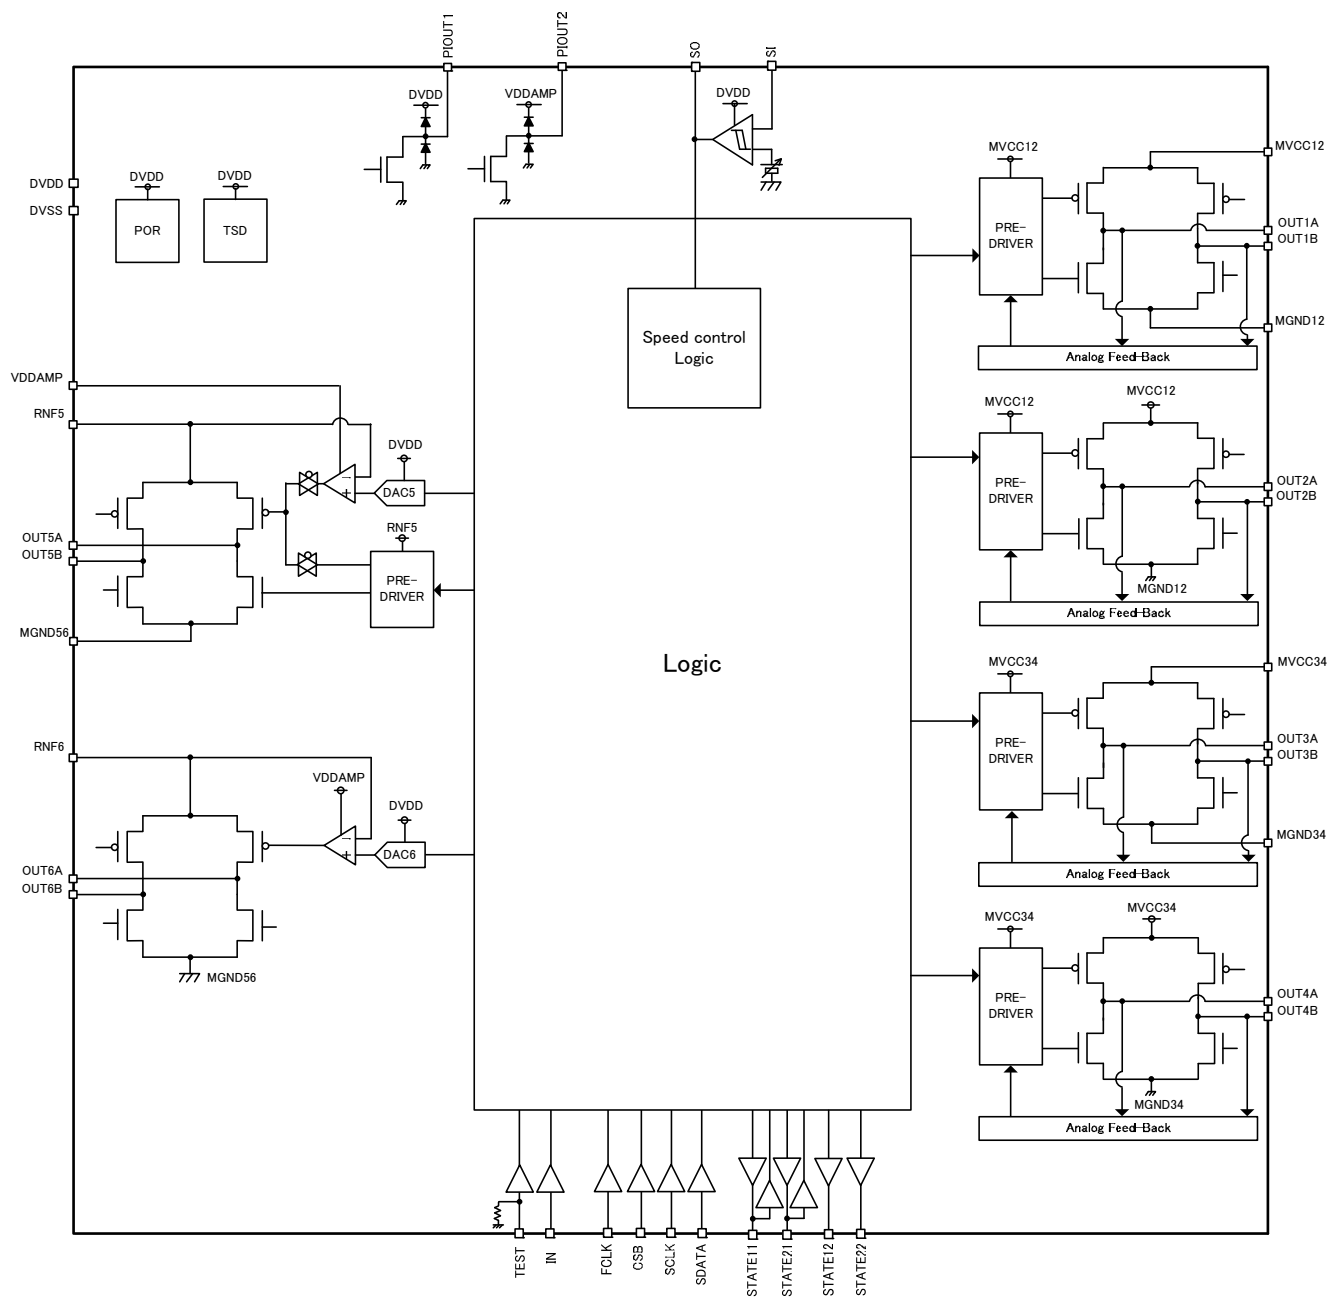 PIOUT1
PIOUT2
SO
SI
DVDD
VDDAMP
DVDD
MVCC12
MVCC12
DVDD
DVSS
DVDD
DVDD
POR
TSD
PRE-
DRIVER
OUT1A
OUT1B
MGND12
Analog Feed-Back
Speed control
Logic
VDDAMP
RNF5
DVDD
DAC5
RNF5
OUT5A
OUT5B
PRE-
DRIVER
MGND56
MVCC12
MVCC12
PRE-
DRIVER
OUT2A
OUT2B
MGND12
Analog Feed-Back
Logic
MVCC34
MVCC34
PRE-
DRIVER
OUT3A
OUT3B
MGND34
Analog Feed-Back
RNF6
VDDAMP
DVDD
DAC6
OUT6A
OUT6B
MGND56
MVCC34
MVCC34
PRE-
DRIVER
OUT4A
OUT4B
MGND34
Analog Feed-Back
TEST
IN
FCLK
CSB
SCLK
SDATA
STATE11
STATE21
STATE12
STATE22